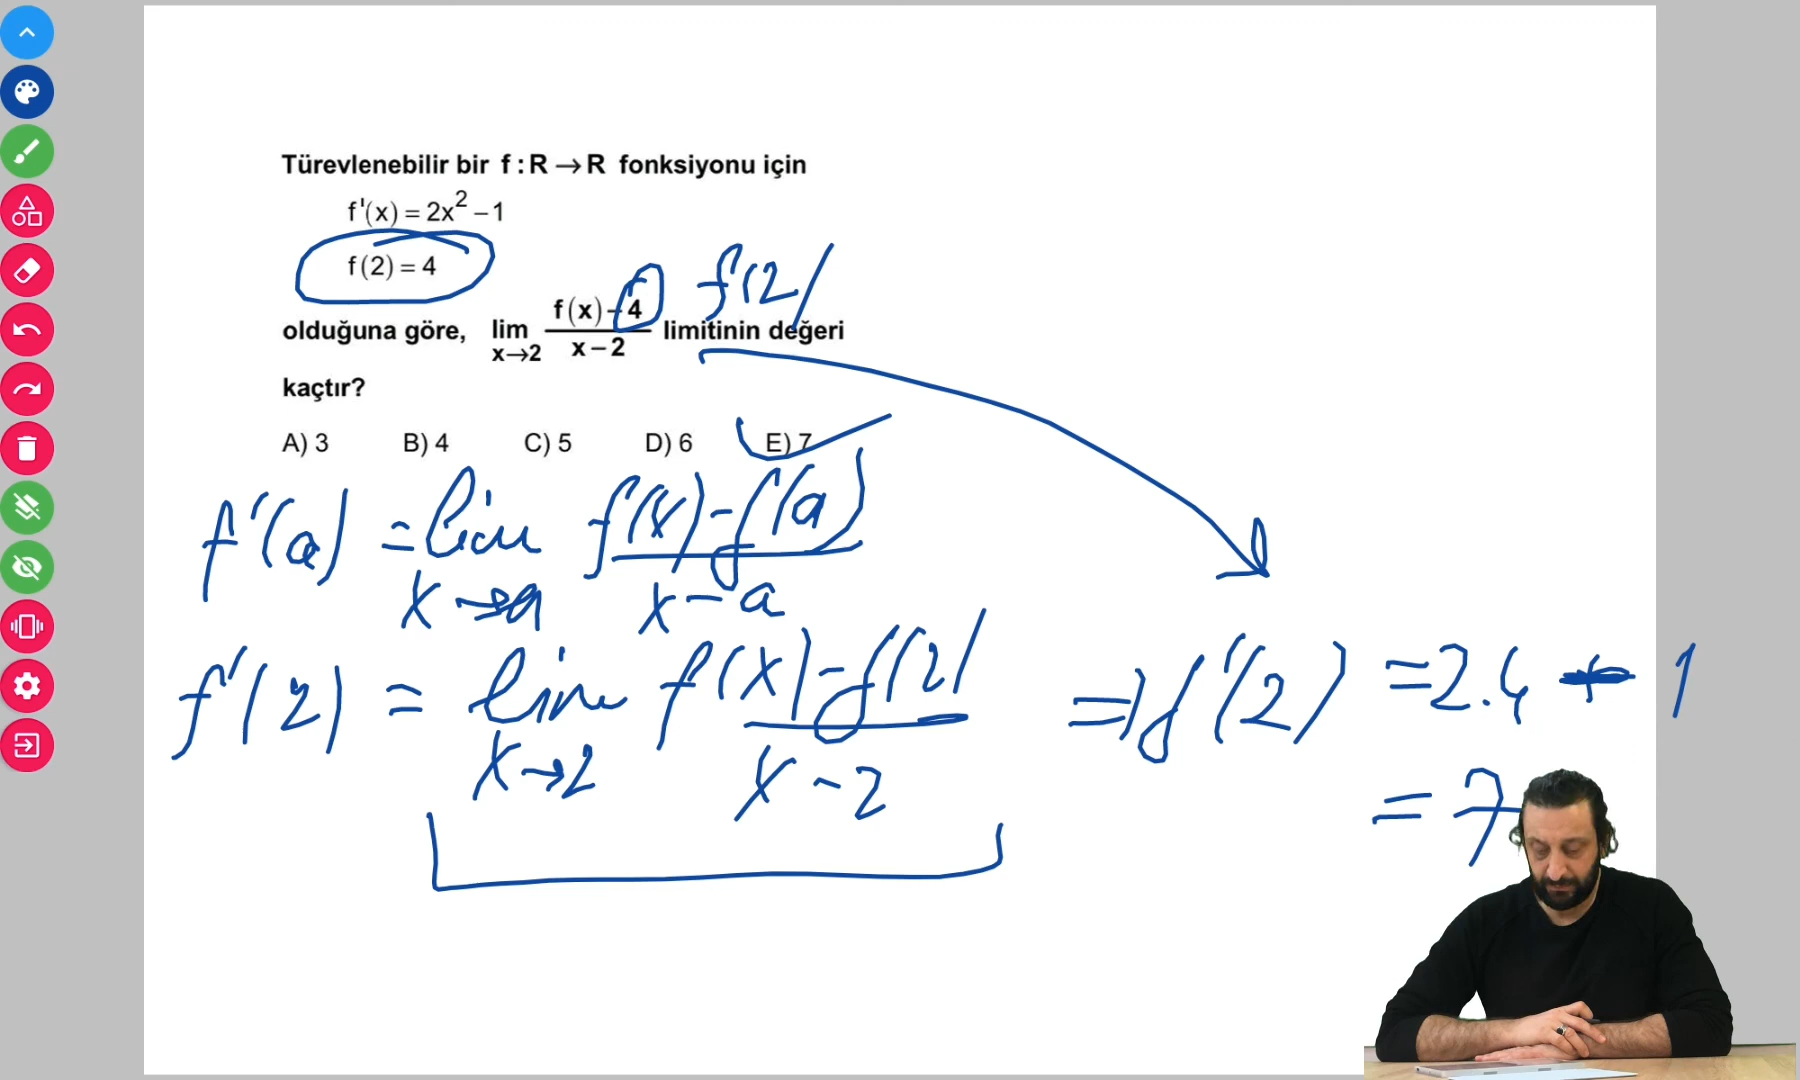 Türevlenebilir bir f : R → R fonksiyonu için
f'(x) = 2x² − 1
f(2) = 4
olduğuna göre, lim x→2 f(x) − 4 / x − 2 limitinin değeri
kaçtır?
f(2)
A) 3 B) 4 C) 5 D) 6 E) 7
f'(a) = lim x→a f(x) − f(a) / x − a
f'(2) = lim x→2 f(x) − f(2) / x − 2 ⇒ f'(2) = 2.4 − 1
= 7